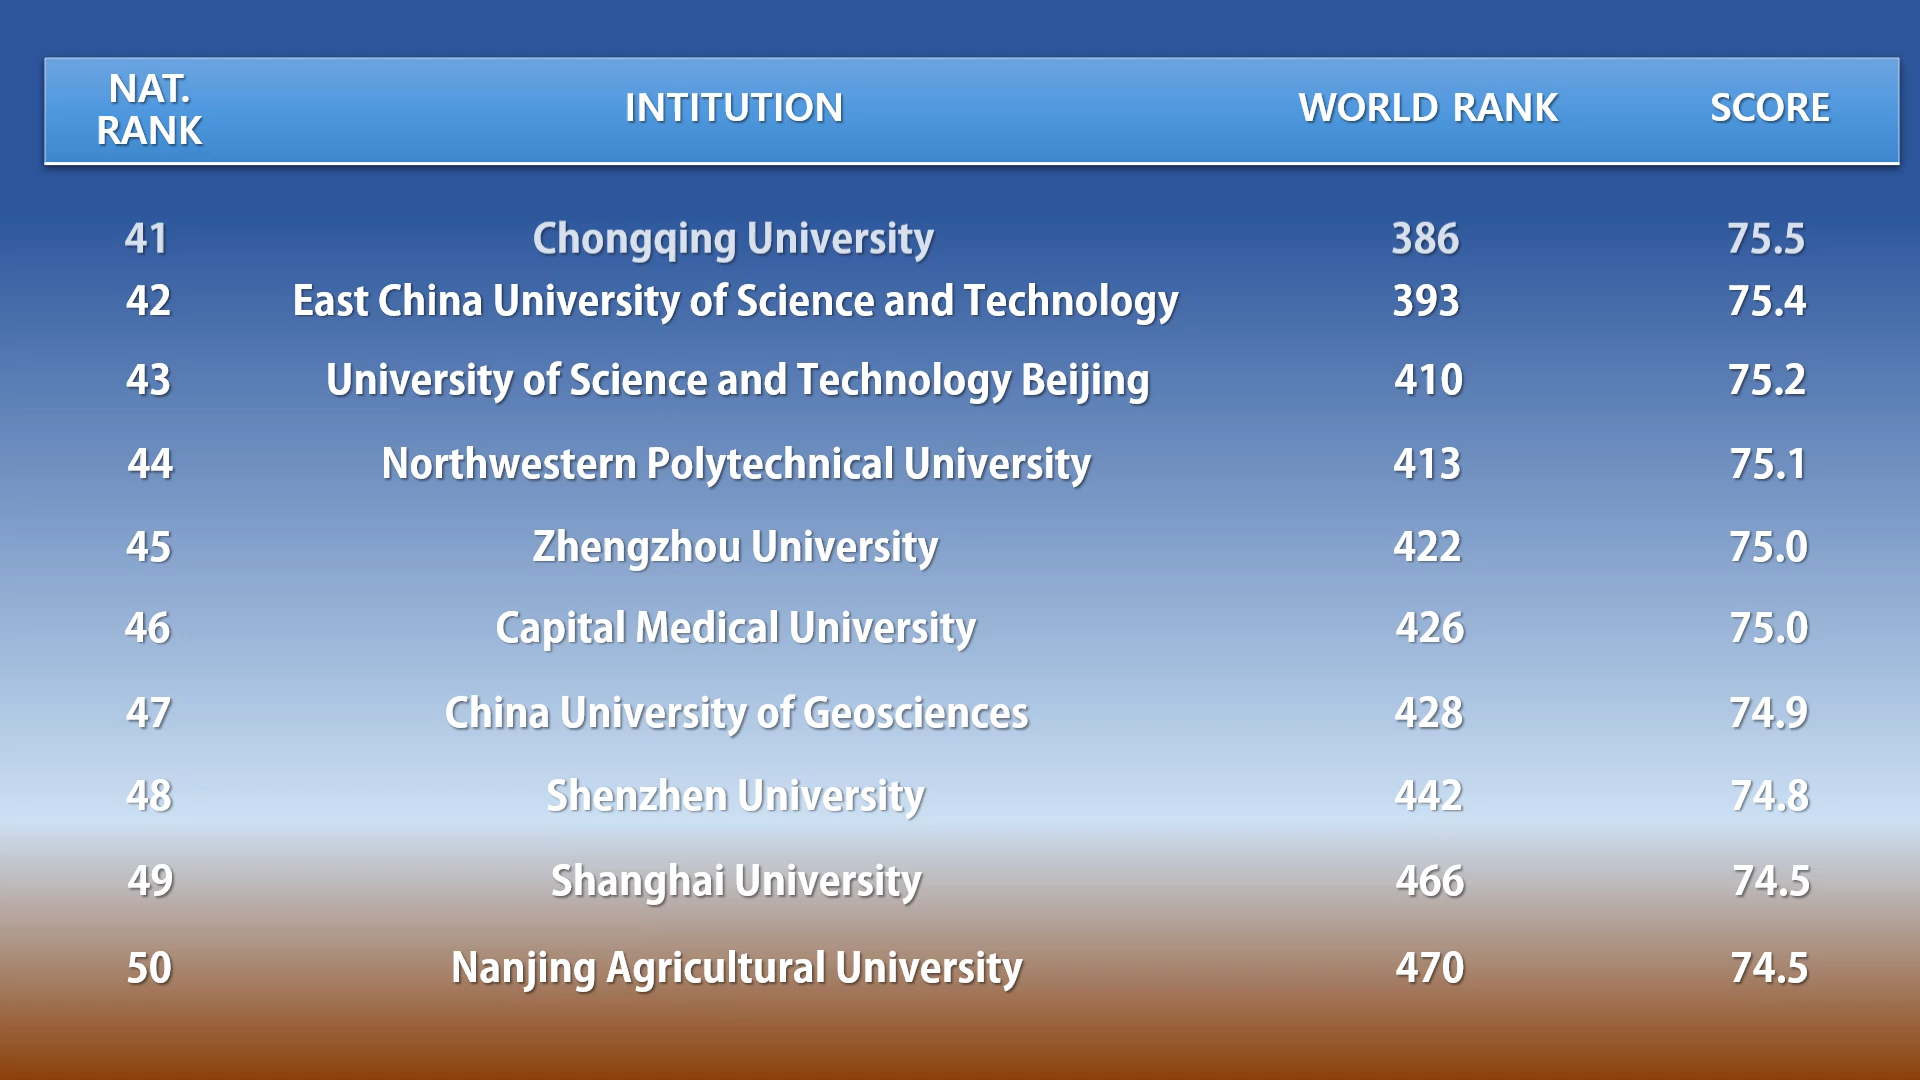 NAT. RANK INTITUTION WORLD RANK SCORE
41 Chongqing University 386 75.5
42 East China University of Science and Technology 393 75.4
43 University of Science and Technology Beijing 410 75.2
44 Northwestern Polytechnical University 413 75.1
45 Zhengzhou University 422 75.0
46 Capital Medical University 426 75.0
47 China University of Geosciences 428 74.9
48 Shenzhen University 442 74.8
49 Shanghai University 466 74.5
50 Nanjing Agricultural University 470 74.5